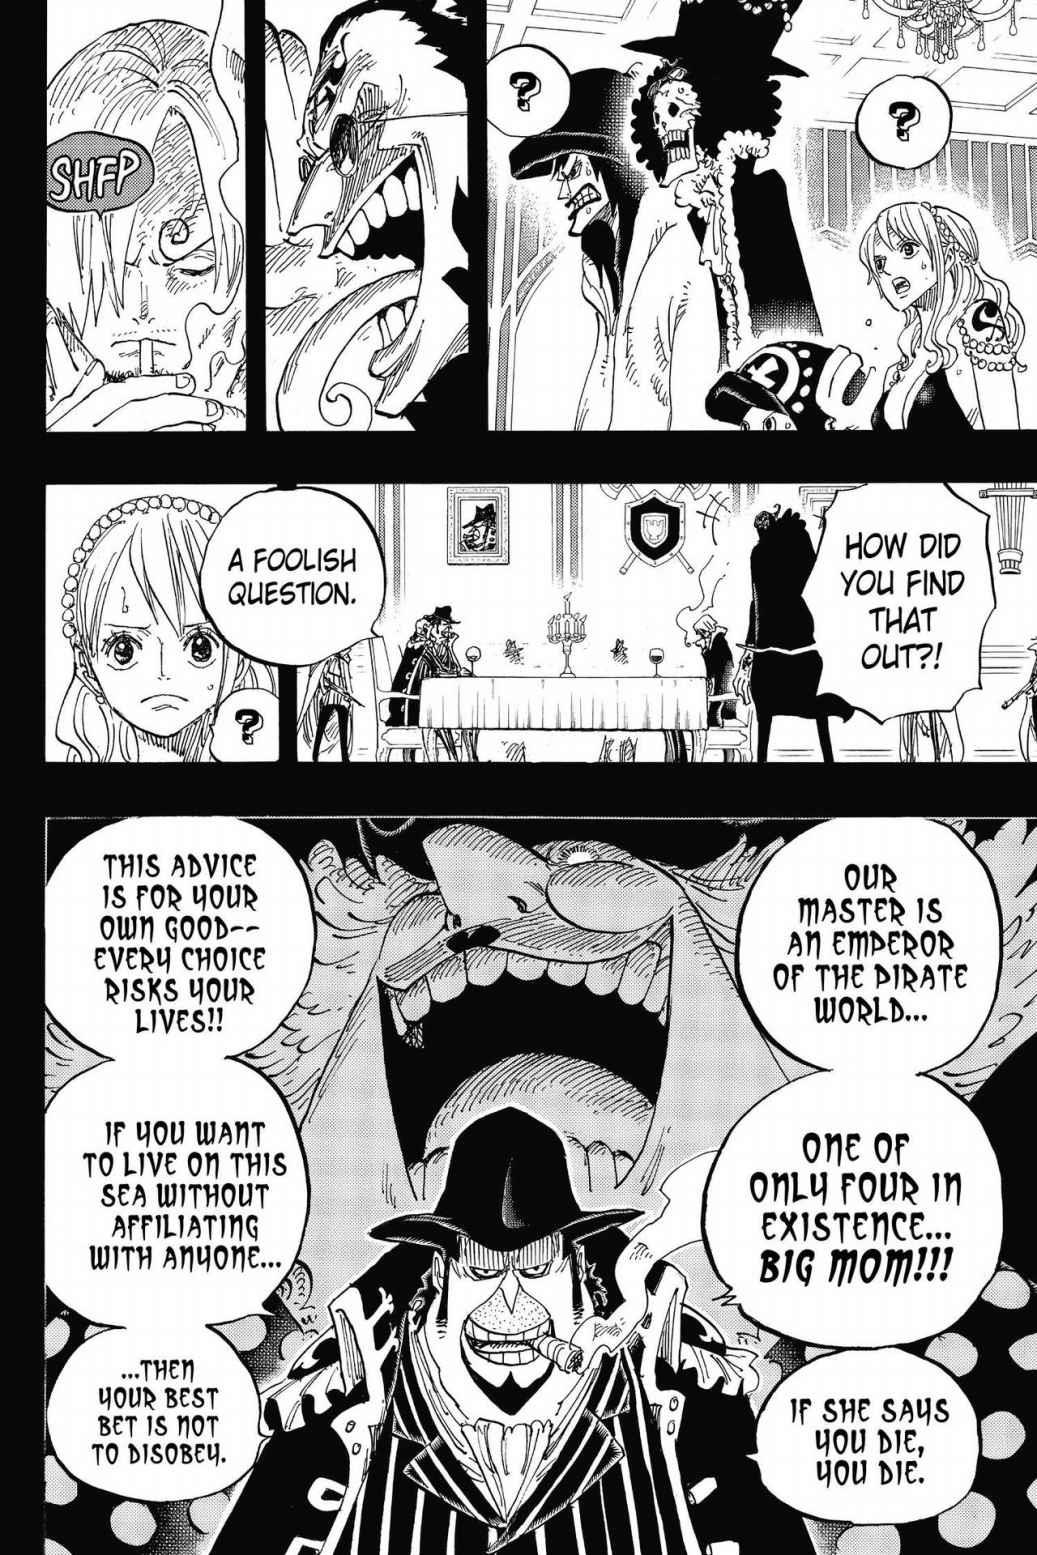 ?
?
SHFP
HOW DID
YOU FIND
THAT
OUT?!
A FOOLISH
QUESTION.
?
OUR
MASTER IS
AN EMPEROR
OF THE PIRATE
WORLD...
ONE OF
ONLY FOUR IN
EXISTENCE...
BIG MOM!!!
IF SHE SAYS
YOU DIE,
YOU DIE.
THIS ADVICE
IS FOR YOUR
OWN GOOD--
EVERY CHOICE
RISKS YOUR
LIVES!!
IF YOU WANT
TO LIVE ON THIS
SEA WITHOUT
AFFILIATING
WITH ANYONE...
...THEN
YOUR BEST
BET IS NOT
TO DISOBEY.